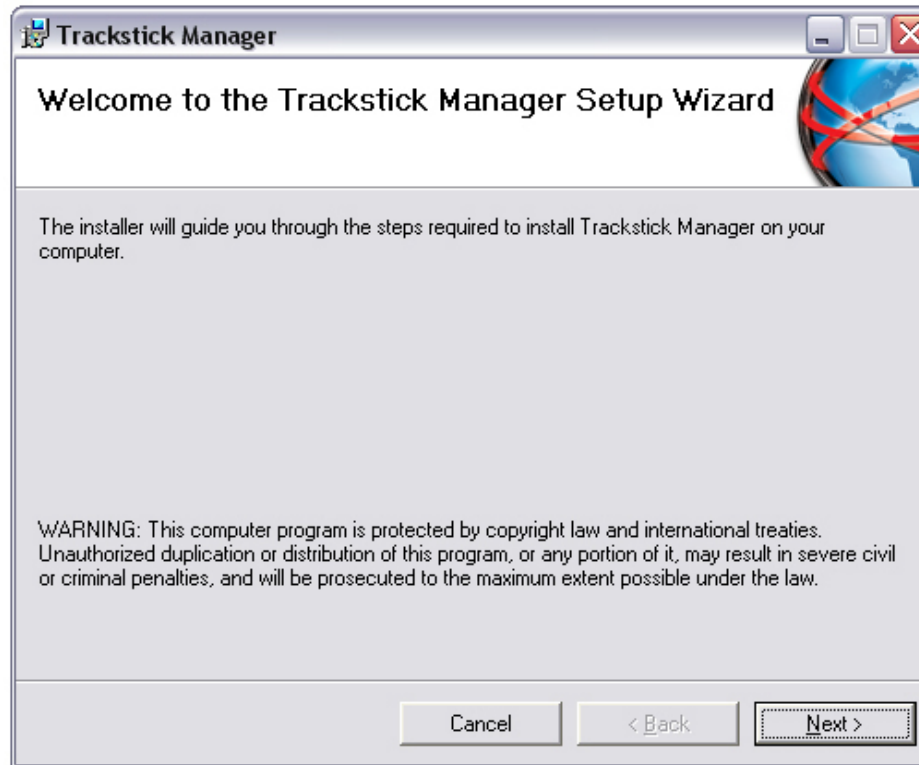 Trackstick Manager
Welcome to the Trackstick Manager Setup Wizard
The installer will guide you through the steps required to install Trackstick Manager on your
computer.
WARNING: This computer program is protected by copyright law and international treaties.
Unauthorized duplication or distribution of this program, or any portion of it, may result in severe civil
or criminal penalties, and will be prosecuted to the maximum extent possible under the law.
Cancel < Back Next >